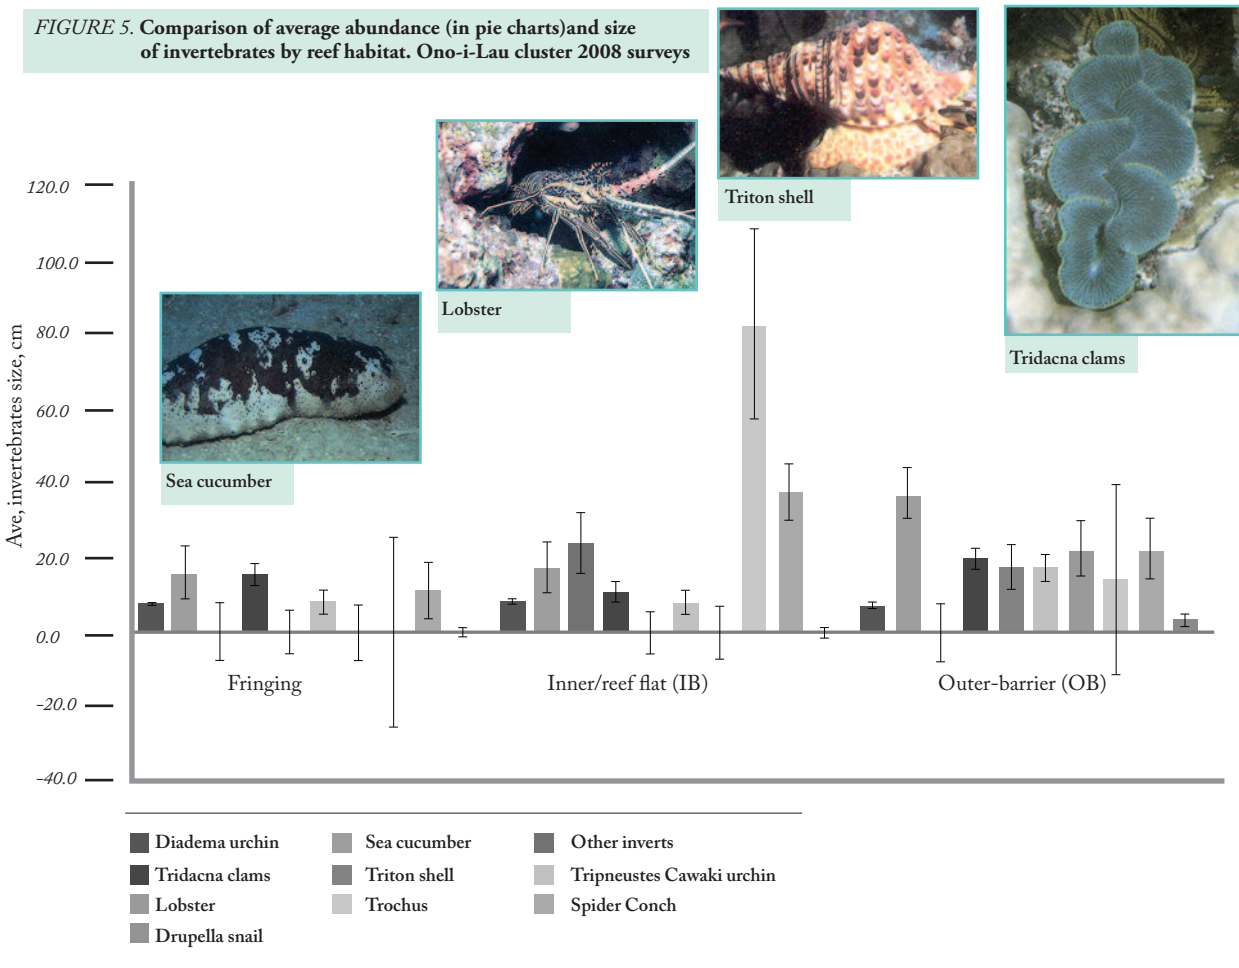 FIGURE 5. Comparison of average abundance (in pie charts)and size
of invertebrates by reef habitat. Ono-i-Lau cluster 2008 surveys
Triton shell
Lobster
Tridacna clams
Sea cucumber
Ave, invertebrates size, cm
120.0
100.0
80.0
60.0
40.0
20.0
0.0
-20.0
-40.0
Fringing
Inner/reef flat (IB)
Outer-barrier (OB)
Diadema urchin
Sea cucumber
Other inverts
Tridacna clams
Triton shell
Tripneustes Cawaki urchin
Lobster
Trochus
Spider Conch
Drupella snail